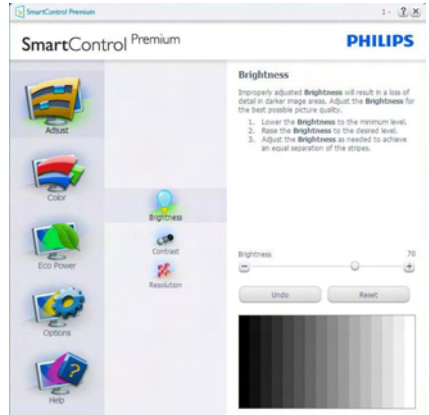 SmartControl Premium
1 - ? ×
SmartControl Premium
PHILIPS
Adjust
Color
Eco Power
Options
Help
Brightness
Contrast
Resolution
Brightness
Improperly adjusted Brightness will result in a loss of
detail in darker image areas. Adjust the Brightness for
the best possible picture quality.
1. Lower the Brightness to the minimum level.
2. Raise the Brightness to the desired level.
3. Adjust the Brightness as needed to achieve
an equal separation of the stripes.
Brightness 70
Undo Reset